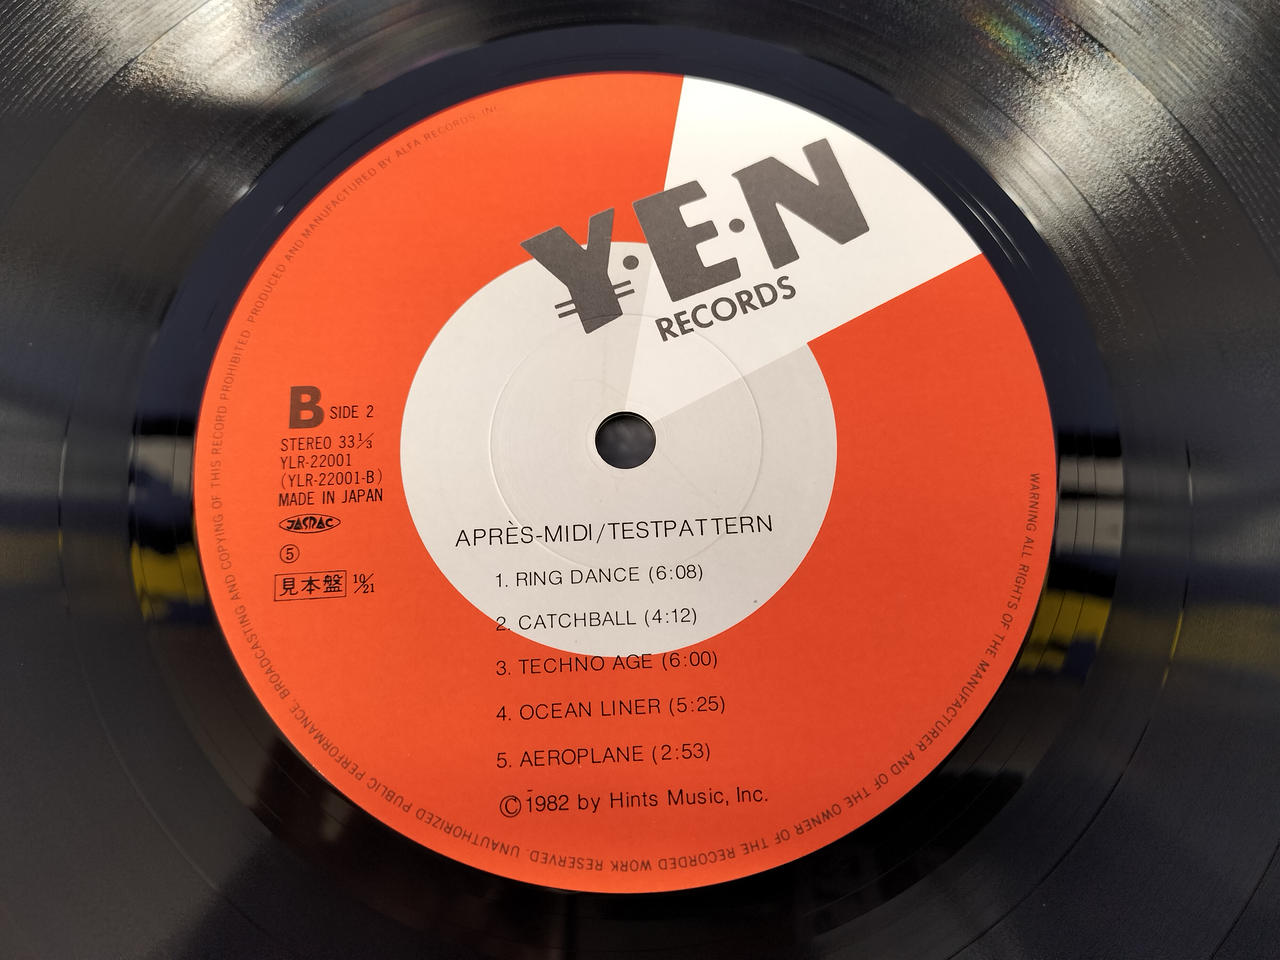 Y·E·N
RECORDS
B SIDE 2
STEREO 33⅓
YLR-22001
(YLR-22001-B)
MADE IN JAPAN
JASRAC
⑤
見本盤 10/21
APRÈS-MIDI/TESTPATTERN
1. RING DANCE (6:08)
2. CATCHBALL (4:12)
3. TECHNO AGE (6:00)
4. OCEAN LINER (5:25)
5. AEROPLANE (2:53)
©1982 by Hints Music, Inc.
WARNING ALL RIGHTS OF THE MANUFACTURER AND OF THE OWNER OF THE RECORDED WORK RESERVED. UNAUTHORIZED PUBLIC PERFORMANCE, BROADCASTING AND COPYING OF THIS RECORD PROHIBITED. PRODUCED AND MANUFACTURED BY ALFA RECORDS, INC